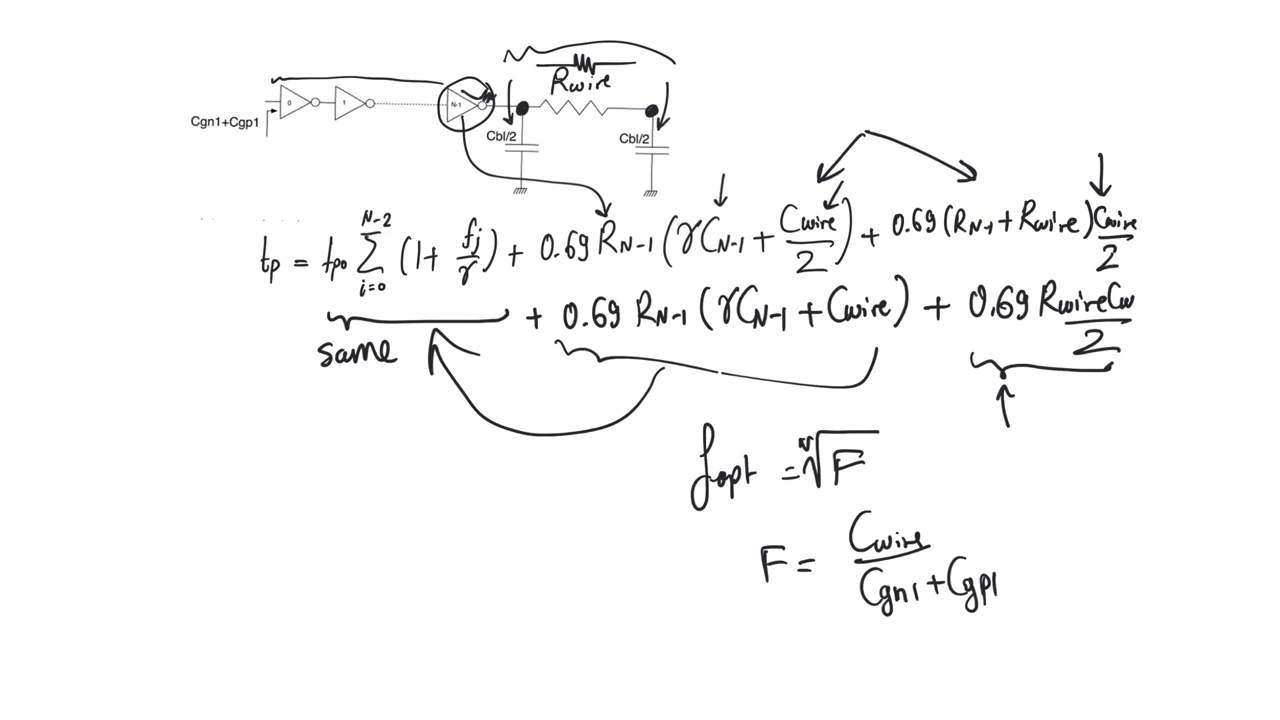 Rwire
0 1 N-1
Cgn1+Cgp1
Cbl/2 Cbl/2
tp = tpo ∑ i=0 N-2 (1 + fj/γ) + 0.69 RN-1 (γCN-1 + Cwire/2) + 0.69 (RN-1 + Rwire) Cwire/2
+ 0.69 RN-1 (γCN-1 + Cwire) + 0.69 RwireCw/2
same
fopt = N√F
F = Cwire/Cgn1+Cgp1